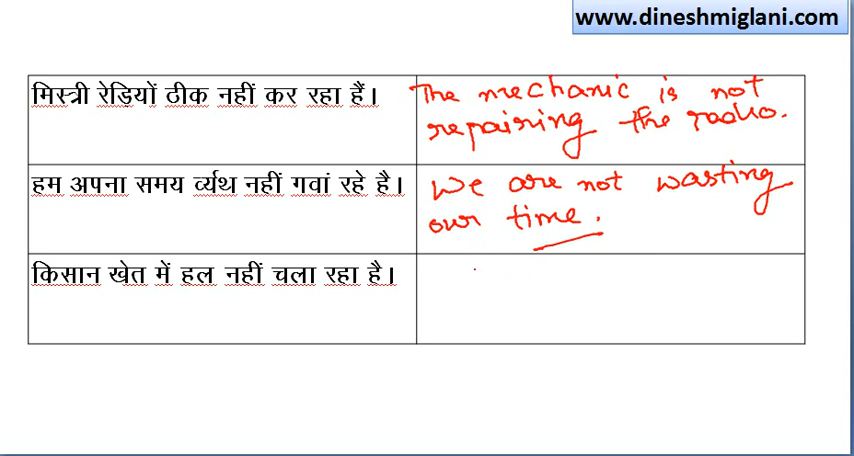 www.dineshmiglani.com
मिस्त्री रेडियों ठीक नहीं कर रहा हैं।
The mechanic is not
repairing the radio.
हम अपना समय र्व्यथ नहीं गवां रहे है।
We are not wasting
our time.
किसान खेत में हल नहीं चला रहा है।